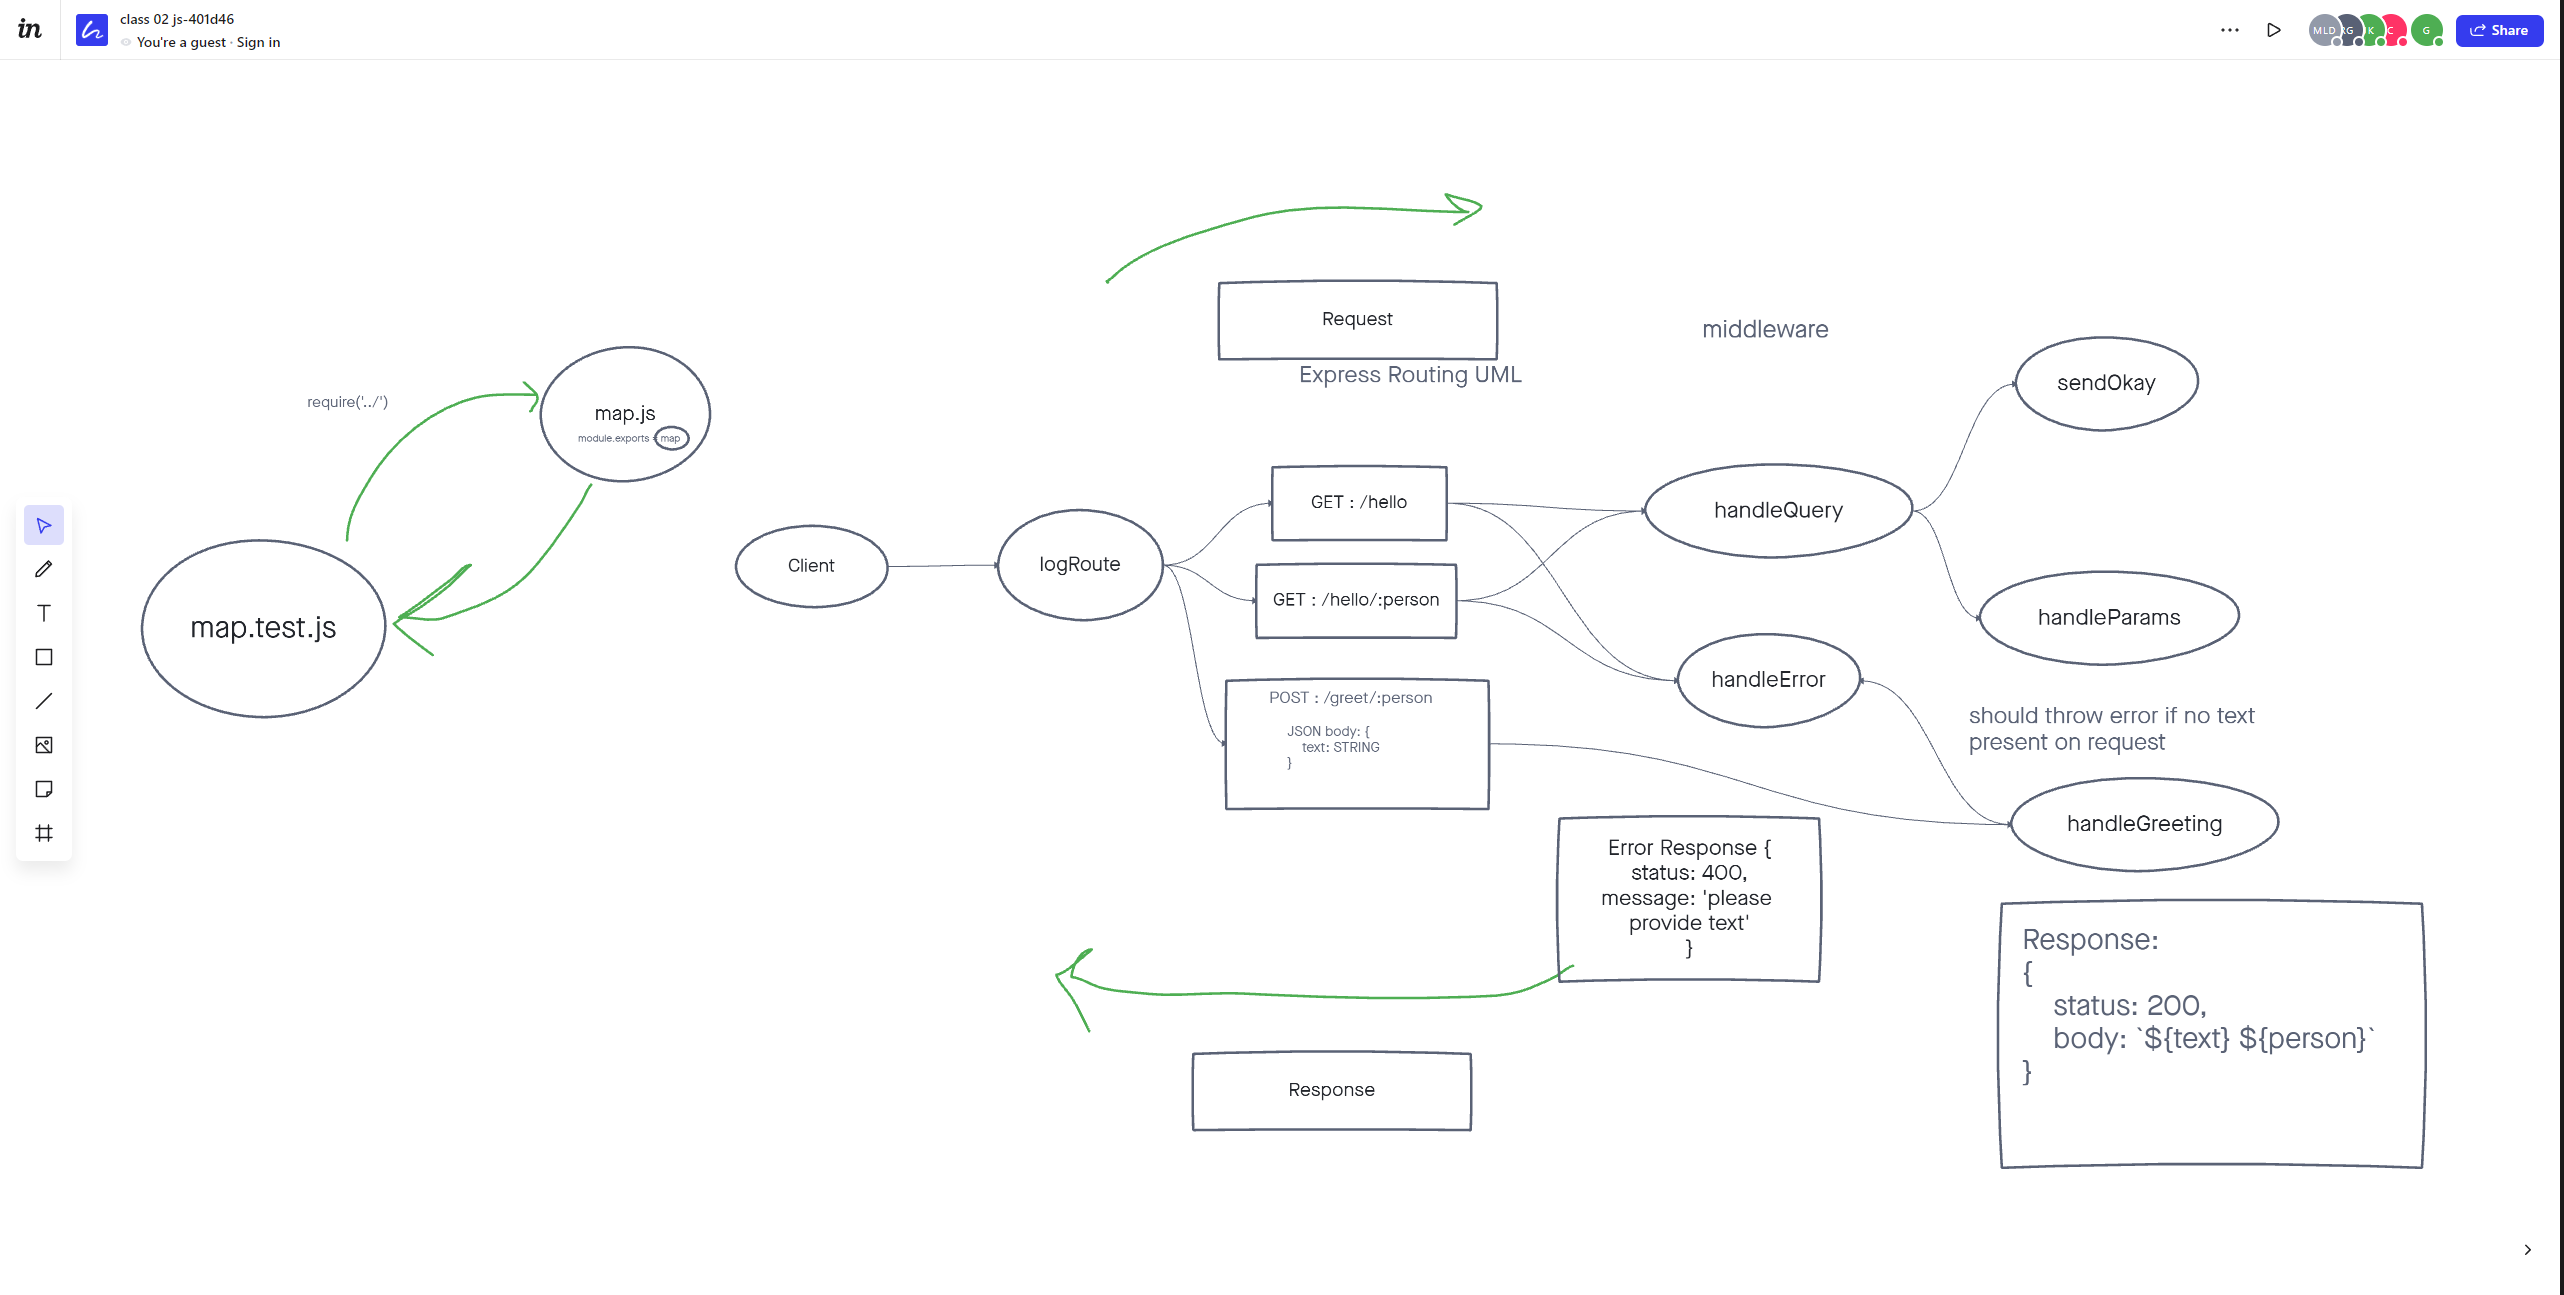 in
class 02 js-401d46
You're a guest · Sign in
MLD
RG
K
C
G
Share
Request
Express Routing UML
middleware
require('../')
map.js
module.exports = map
map.test.js
Client
logRoute
GET : /hello
GET : /hello/:person
POST : /greet/:person
JSON body: {
text: STRING
}
handleQuery
sendOkay
handleParams
handleError
should throw error if no text
present on request
handleGreeting
Error Response {
status: 400,
message: 'please
provide text'
}
Response:
{
status: 200,
body: `${text} ${person}`
}
Response